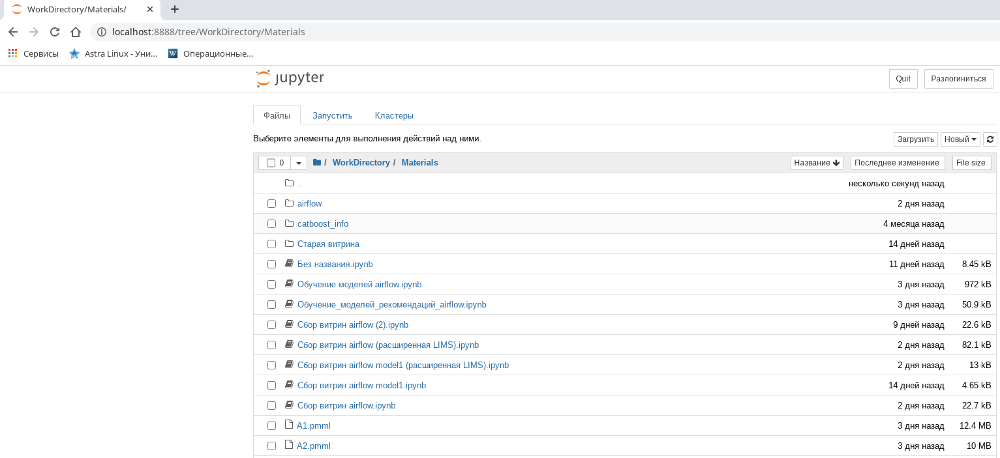 WorkDirectory/Materials/
localhost:8888/tree/WorkDirectory/Materials
Сервисы Astra Linux - Уни… Операционные…
jupyter Quit Разлогиниться
Файлы Запустить Кластеры
Выберите элементы для выполнения действий над ними. Загрузить Новый
0 / WorkDirectory / Materials Название Последнее изменение File size
.. несколько секунд назад
airflow 2 дня назад
catboost_info 4 месяца назад
Старая витрина 14 дней назад
Без названия.ipynb 11 дней назад 8.45 kB
Обучение моделей airflow.ipynb 3 дня назад 972 kB
Обучение_моделей_рекомендаций_airflow.ipynb 3 дня назад 50.9 kB
Сбор витрин airflow (2).ipynb 9 дней назад 22.6 kB
Сбор витрин airflow (расширенная LIMS).ipynb 2 дня назад 82.1 kB
Сбор витрин airflow model1 (расширенная LIMS).ipynb 2 дня назад 13 kB
Сбор витрин airflow model1.ipynb 14 дней назад 4.65 kB
Сбор витрин airflow.ipynb 2 дня назад 22.7 kB
A1.pmml 3 дня назад 12.4 MB
A2.pmml 3 дня назад 10 MB